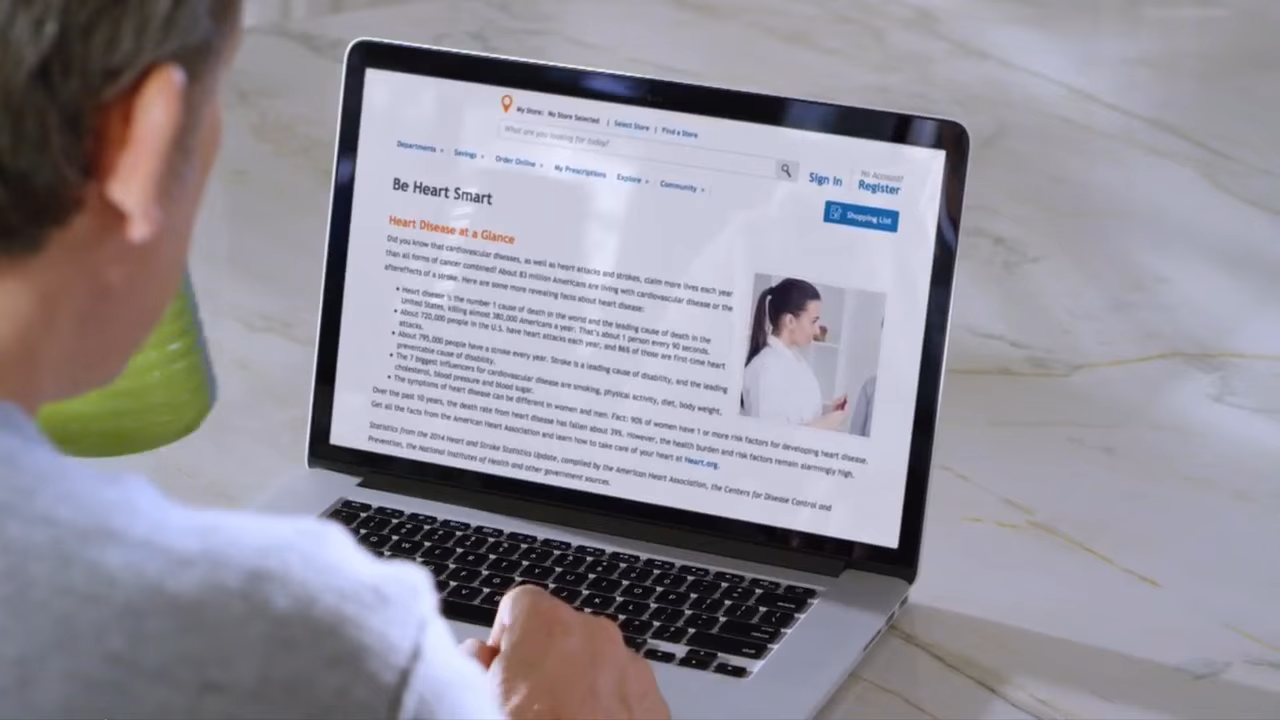 My Store: No Store Selected | Select Store | Find a Store
What are you looking for today?
Departments Savings Order Online My Prescriptions Explore Community
Sign In
No Account?
Register
Shopping List
Be Heart Smart
Heart Disease at a Glance
Did you know that cardiovascular diseases, as well as heart attacks and strokes, claim more lives each year
than all forms of cancer combined? About 83 million Americans are living with cardiovascular disease or the
aftereffects of a stroke. Here are some more revealing facts about heart disease:
• Heart disease is the number 1 cause of death in the world and the leading cause of death in the
United States, killing almost 380,000 Americans a year. That's about 1 person every 90 seconds.
• About 720,000 people in the U.S. have heart attacks each year, and 86% of those are first-time heart
attacks.
• About 795,000 people have a stroke every year. Stroke is a leading cause of disability, and the leading
preventable cause of disability.
• The 7 biggest influencers for cardiovascular disease are smoking, physical activity, diet, body weight,
cholesterol, blood pressure and blood sugar.
• The symptoms of heart disease can be different in women and men. Fact: 90% of women have 1 or more risk factors for developing heart disease.
Over the past 10 years, the death rate from heart disease has fallen about 39%. However, the health burden and risk factors remain alarmingly high.
Get all the facts from the American Heart Association and learn how to take care of your heart at Heart.org.
Statistics from the 2014 Heart and Stroke Statistics Update, compiled by the American Heart Association, the Centers for Disease Control and
Prevention, the National Institutes of Health and other government sources.